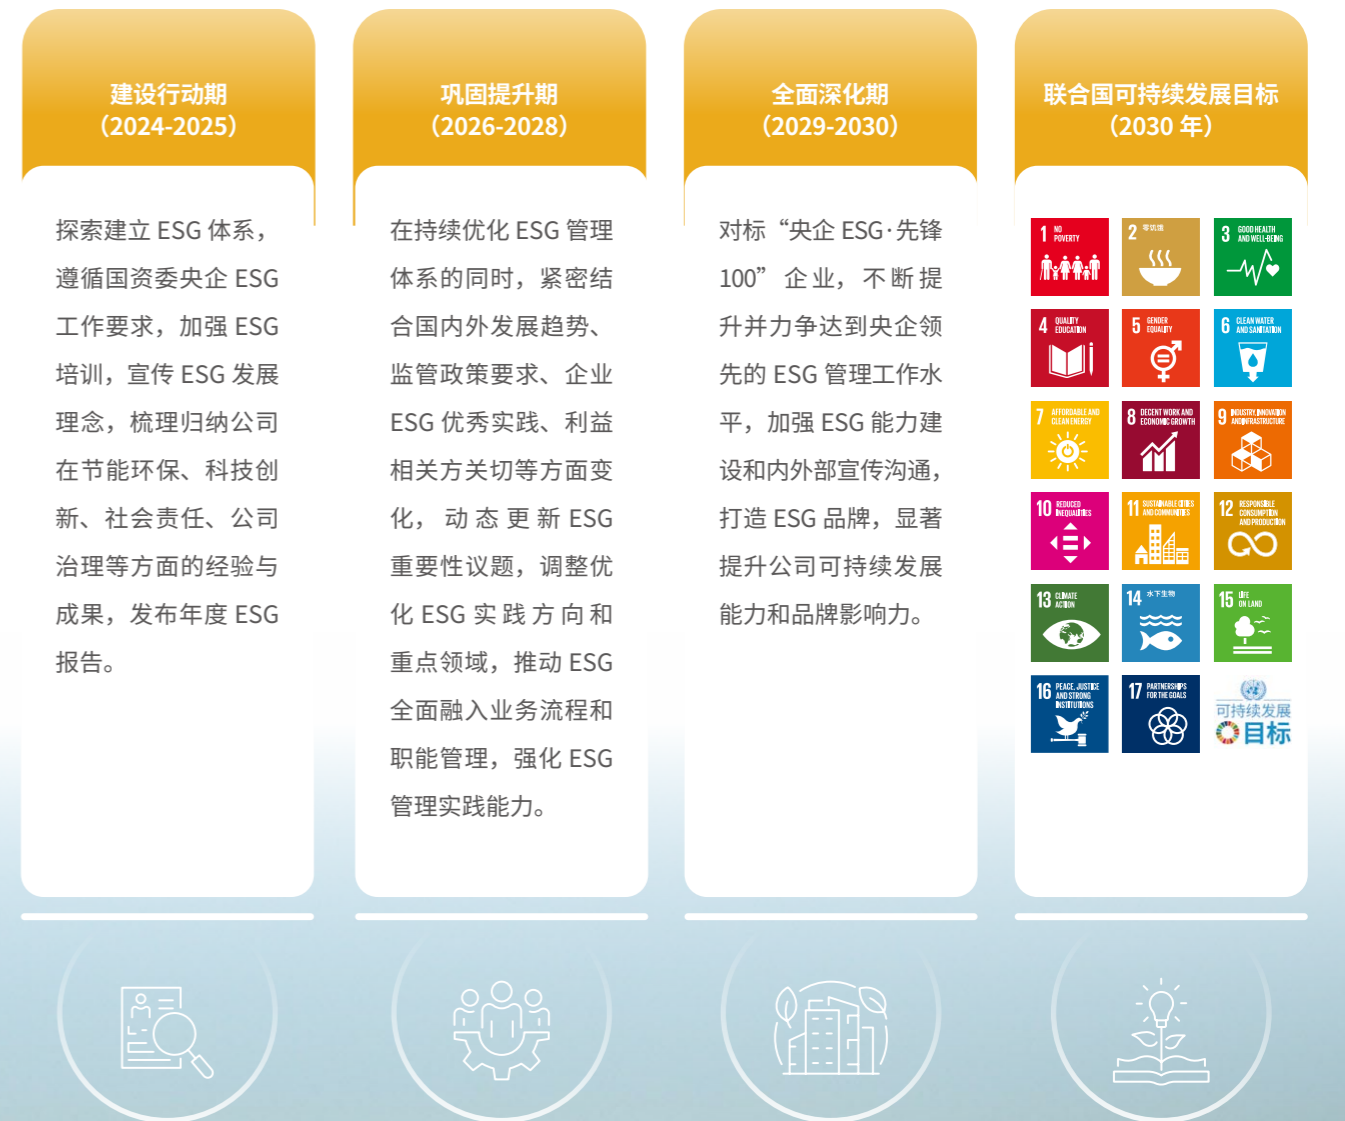 建设行动期
（2024-2025）
探索建立 ESG 体系，
遵循国资委央企 ESG
工作要求，加强 ESG
培训，宣传 ESG 发展
理念，梳理归纳公司
在节能环保、科技创
新、社会责任、公司
治理等方面的经验与
成果，发布年度 ESG
报告。
巩固提升期
（2026-2028）
在持续优化 ESG 管理
体系的同时，紧密结
合国内外发展趋势、
监管政策要求、企业
ESG 优秀实践、利益
相关方关切等方面变
化，动态更新 ESG
重要性议题，调整优
化 ESG 实践方向和
重点领域，推动 ESG
全面融入业务流程和
职能管理，强化 ESG
管理实践能力。
全面深化期
（2029-2030）
对标“央企 ESG·先锋
100”企业，不断提
升并力争达到央企领
先的 ESG 管理工作水
平，加强 ESG 能力建
设和内外部宣传沟通，
打造 ESG 品牌，显著
提升公司可持续发展
能力和品牌影响力。
联合国可持续发展目标
（2030 年）
1 NO
POVERTY
2 零饥饿
3 GOOD HEALTH
AND WELL-BEING
4 QUALITY
EDUCATION
5 GENDER
EQUALITY
6 CLEAN WATER
AND SANITATION
7 AFFORDABLE AND
CLEAN ENERGY
8 DECENT WORK AND
ECONOMIC GROWTH
9 INDUSTRY, INNOVATION
AND INFRASTRUCTURE
10 REDUCED
INEQUALITIES
11 SUSTAINABLE CITIES
AND COMMUNITIES
12 RESPONSIBLE
CONSUMPTION
AND PRODUCTION
13 CLIMATE
ACTION
14 水下生物
15 LIFE
ON LAND
16 PEACE, JUSTICE
AND STRONG
INSTITUTIONS
17 PARTNERSHIPS
FOR THE GOALS
可持续发展
目标